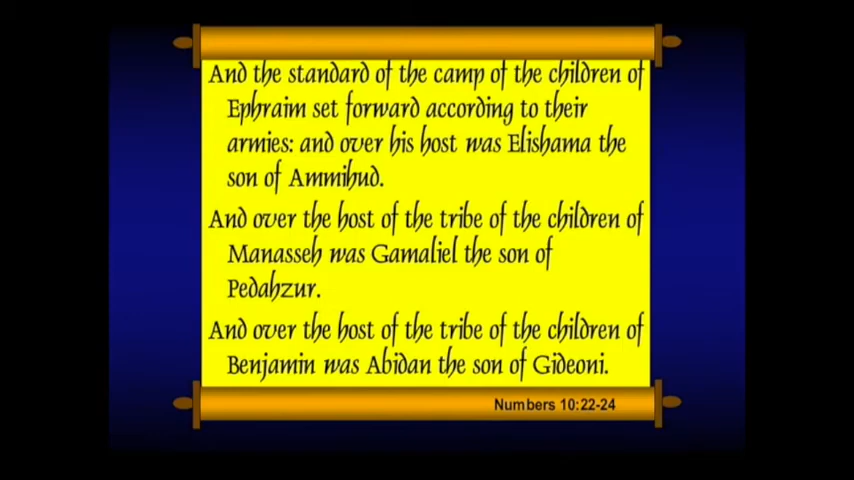 And the standard of the camp of the children of
Ephraim set forward according to their
armies: and over his host was Elishama the
son of Ammihud.
And over the host of the tribe of the children of
Manasseh was Gamaliel the son of
Pedahzur.
And over the host of the tribe of the children of
Benjamin was Abidan the son of Gideoni.
Numbers 10:22-24